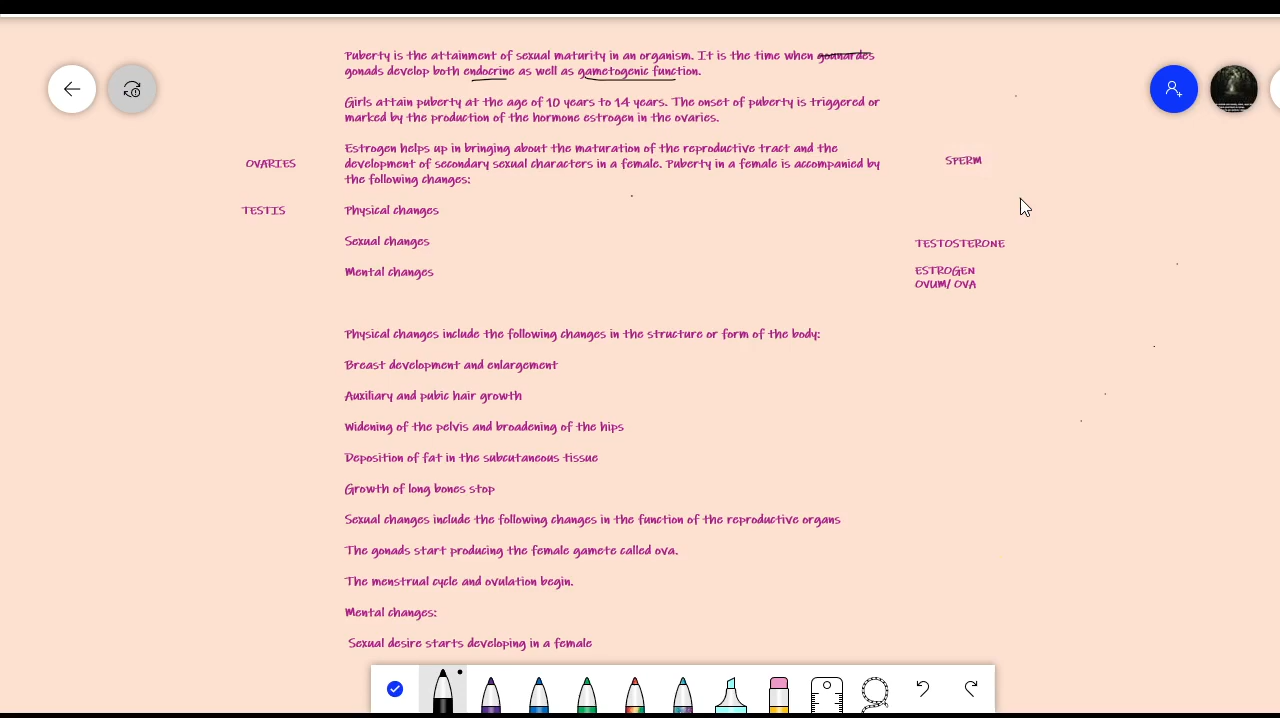 Puberty is the attainment of sexual maturity in an organism. It is the time when gounardes
gonads develop both endocrine as well as gametogenic function.
Girls attain puberty at the age of 10 years to 14 years. The onset of puberty is triggered or
marked by the production of the hormone estrogen in the ovaries.
Estrogen helps up in bringing about the maturation of the reproductive tract and the
development of secondary sexual characters in a female. Puberty in a female is accompanied by
the following changes:
OVARIES
SPERM
TESTIS
Physical changes
Sexual changes
TESTOSTERONE
Mental changes
ESTROGEN
OVUM/ OVA
Physical changes include the following changes in the structure or form of the body:
Breast development and enlargement
Auxiliary and pubic hair growth
Widening of the pelvis and broadening of the hips
Deposition of fat in the subcutaneous tissue
Growth of long bones stop
Sexual changes include the following changes in the function of the reproductive organs
The gonads start producing the female gamete called ova.
The menstrual cycle and ovulation begin.
Mental changes:
Sexual desire starts developing in a female